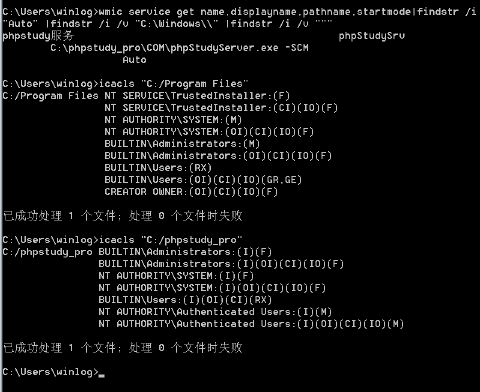 C:\Users\winlog>wmic service get name,displayname,pathname,startmode|findstr /i
"Auto" |findstr /i /v "C:\Windows\\" |findstr /i /v """
phpstudy服务 phpStudySrv
C:\phpstudy_pro\COM\phpStudyServer.exe -SCM
Auto
C:\Users\winlog>icacls "C:/Program Files"
C:/Program Files NT SERVICE\TrustedInstaller:(F)
NT SERVICE\TrustedInstaller:(CI)(IO)(F)
NT AUTHORITY\SYSTEM:(M)
NT AUTHORITY\SYSTEM:(OI)(CI)(IO)(F)
BUILTIN\Administrators:(M)
BUILTIN\Administrators:(OI)(CI)(IO)(F)
BUILTIN\Users:(RX)
BUILTIN\Users:(OI)(CI)(IO)(GR,GE)
CREATOR OWNER:(OI)(CI)(IO)(F)
已成功处理 1 个文件; 处理 0 个文件时失败
C:\Users\winlog>icacls "C:/phpstudy_pro"
C:/phpstudy_pro BUILTIN\Administrators:(I)(F)
BUILTIN\Administrators:(I)(OI)(CI)(IO)(F)
NT AUTHORITY\SYSTEM:(I)(F)
NT AUTHORITY\SYSTEM:(I)(OI)(CI)(IO)(F)
BUILTIN\Users:(I)(OI)(CI)(RX)
NT AUTHORITY\Authenticated Users:(I)(M)
NT AUTHORITY\Authenticated Users:(I)(OI)(CI)(IO)(M)
已成功处理 1 个文件; 处理 0 个文件时失败
C:\Users\winlog>_